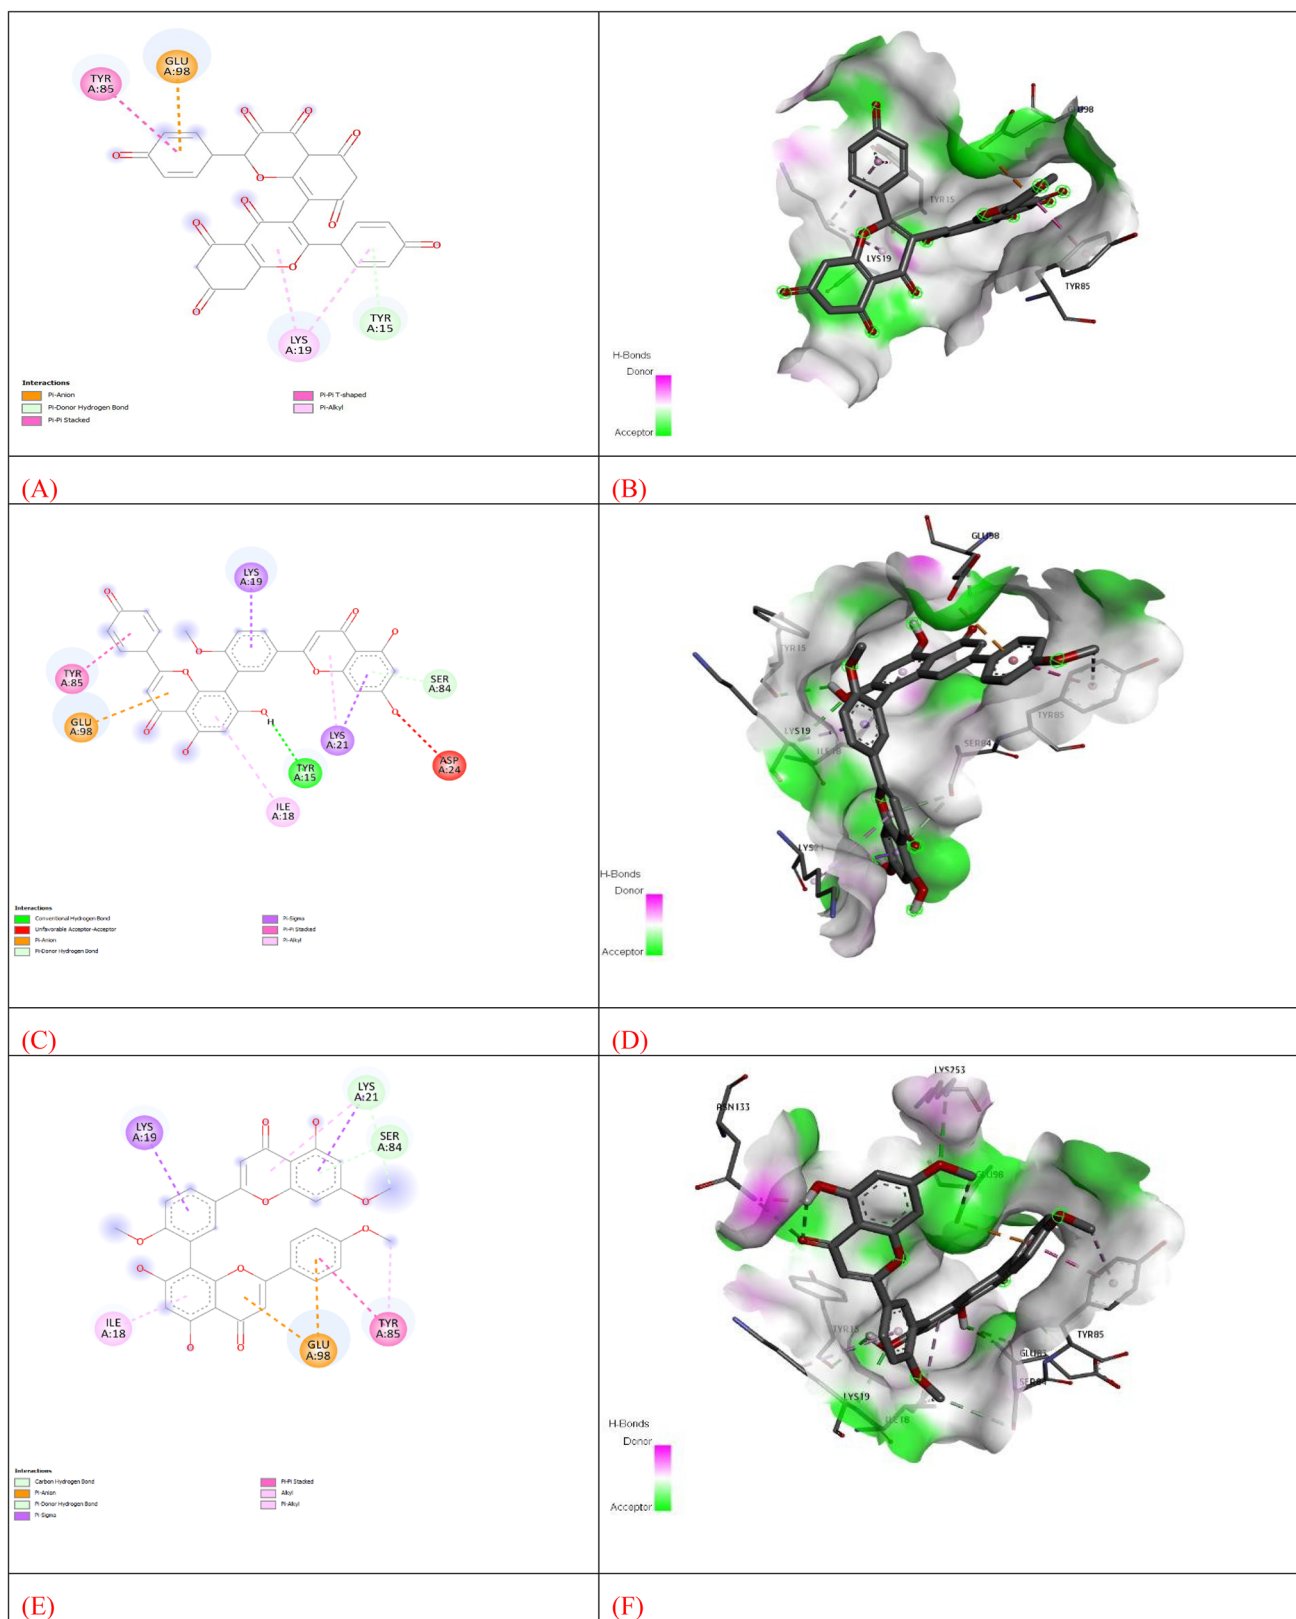 GLU
A:98
TYR
A:85
O
O
O
O
O
O
O
O
O
O
O
O
TYR
A:15
LYS
A:19
Interactions
Pi-Anion
Pi-Donor Hydrogen Bond
Pi-Pi Stacked
Pi-Pi T-shaped
Pi-Alkyl
GLU98
TYR15
LYS19
TYR85
H-Bonds
Donor
Acceptor
(A)
(B)
LYS
A:19
TYR
A:85
SER
A:84
GLU
A:98
LYS
A:21
ASP
A:24
H
TYR
A:15
ILE
A:18
Interactions
Conventional Hydrogen Bond
Unfavorable Acceptor-Acceptor
Pi-Anion
Pi-Donor Hydrogen Bond
Pi-Sigma
Pi-Pi Stacked
Pi-Alkyl
GLU98
TYR15
LYS19
ILE18
TYR85
SER84
LYS21
H-Bonds
Donor
Acceptor
(C)
(D)
LYS
A:21
LYS
A:19
SER
A:84
ILE
A:18
GLU
A:98
TYR
A:85
Interactions
Carbon Hydrogen Bond
Pi-Anion
Pi-Donor Hydrogen Bond
Pi-Sigma
Pi-Pi Stacked
Alkyl
Pi-Alkyl
LYS253
ASN133
GLU98
TYR15
TYR85
SER84
LYS19
ILE18
H-Bonds
Donor
Acceptor
(E)
(F)